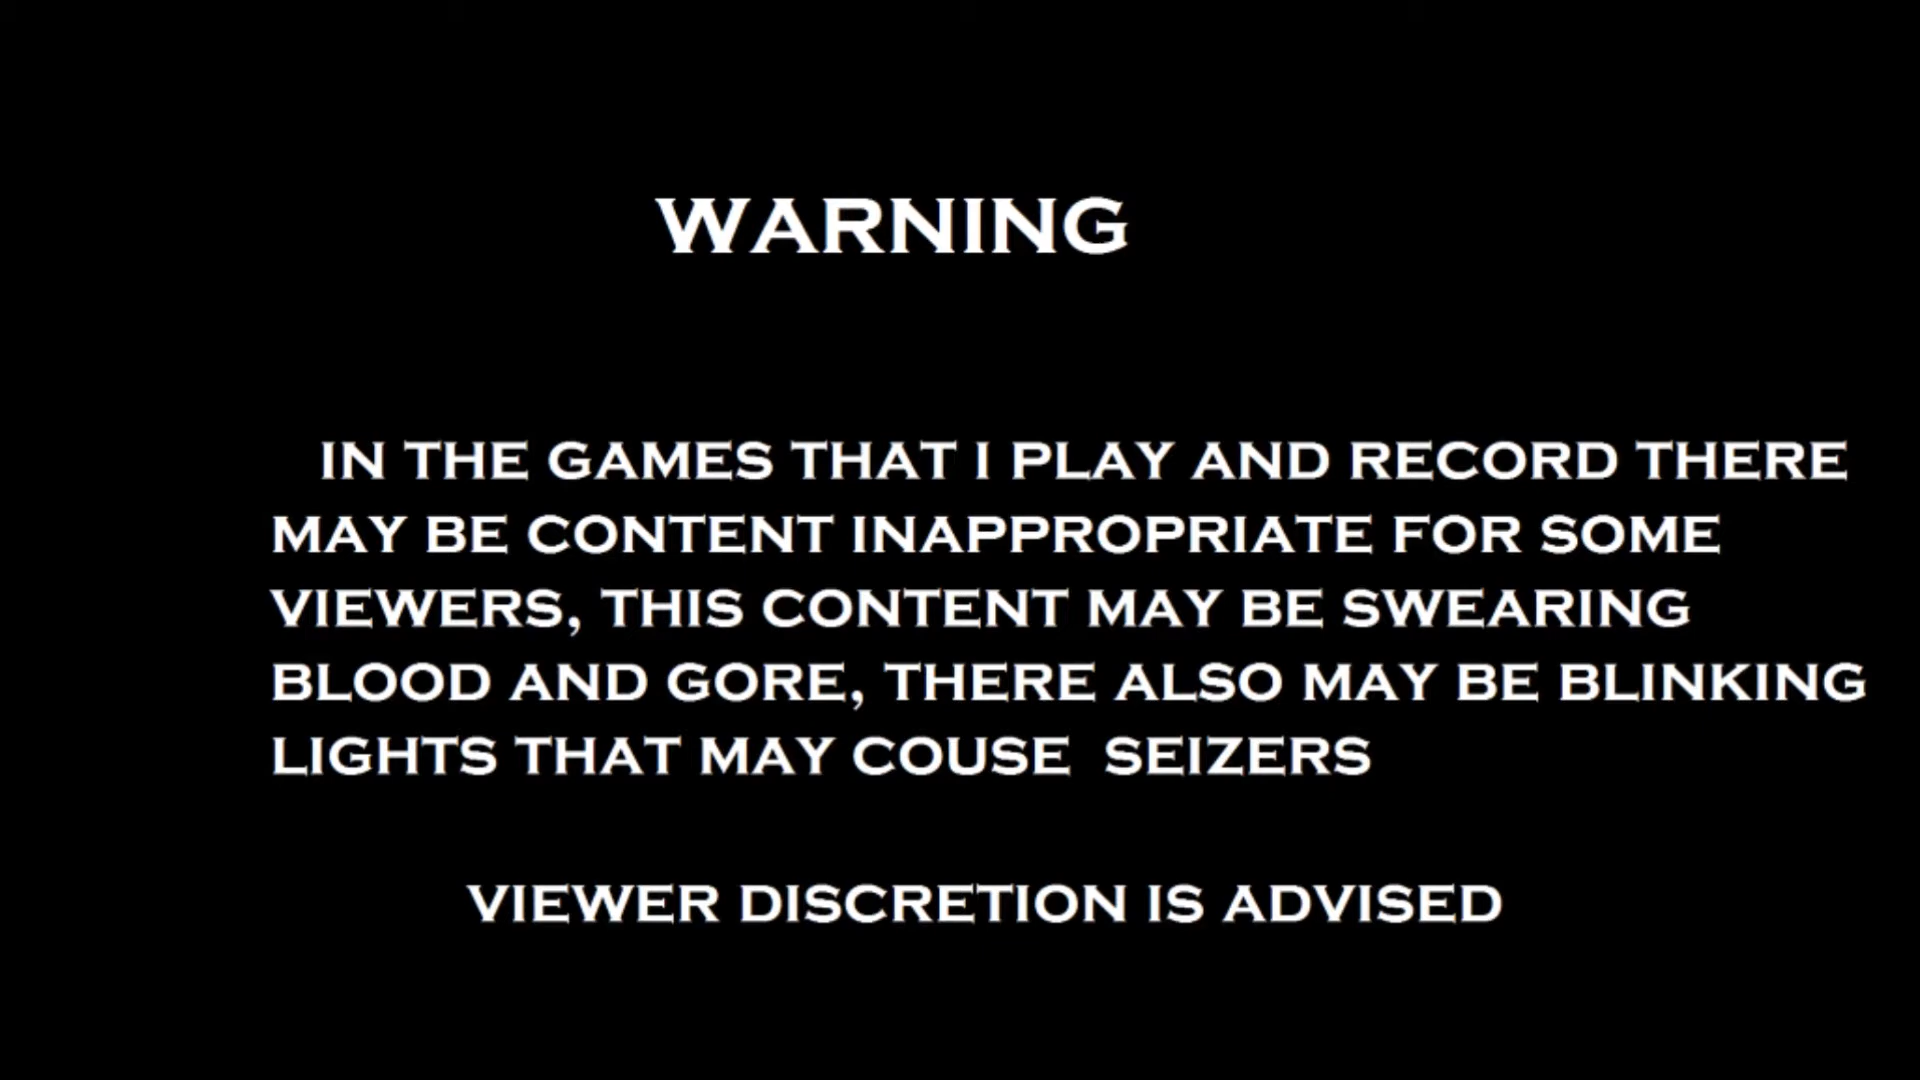 WARNING
IN THE GAMES THAT I PLAY AND RECORD THERE
MAY BE CONTENT INAPPROPRIATE FOR SOME
VIEWERS, THIS CONTENT MAY BE SWEARING
BLOOD AND GORE, THERE ALSO MAY BE BLINKING
LIGHTS THAT MAY COUSE  SEIZERS
VIEWER DISCRETION IS ADVISED